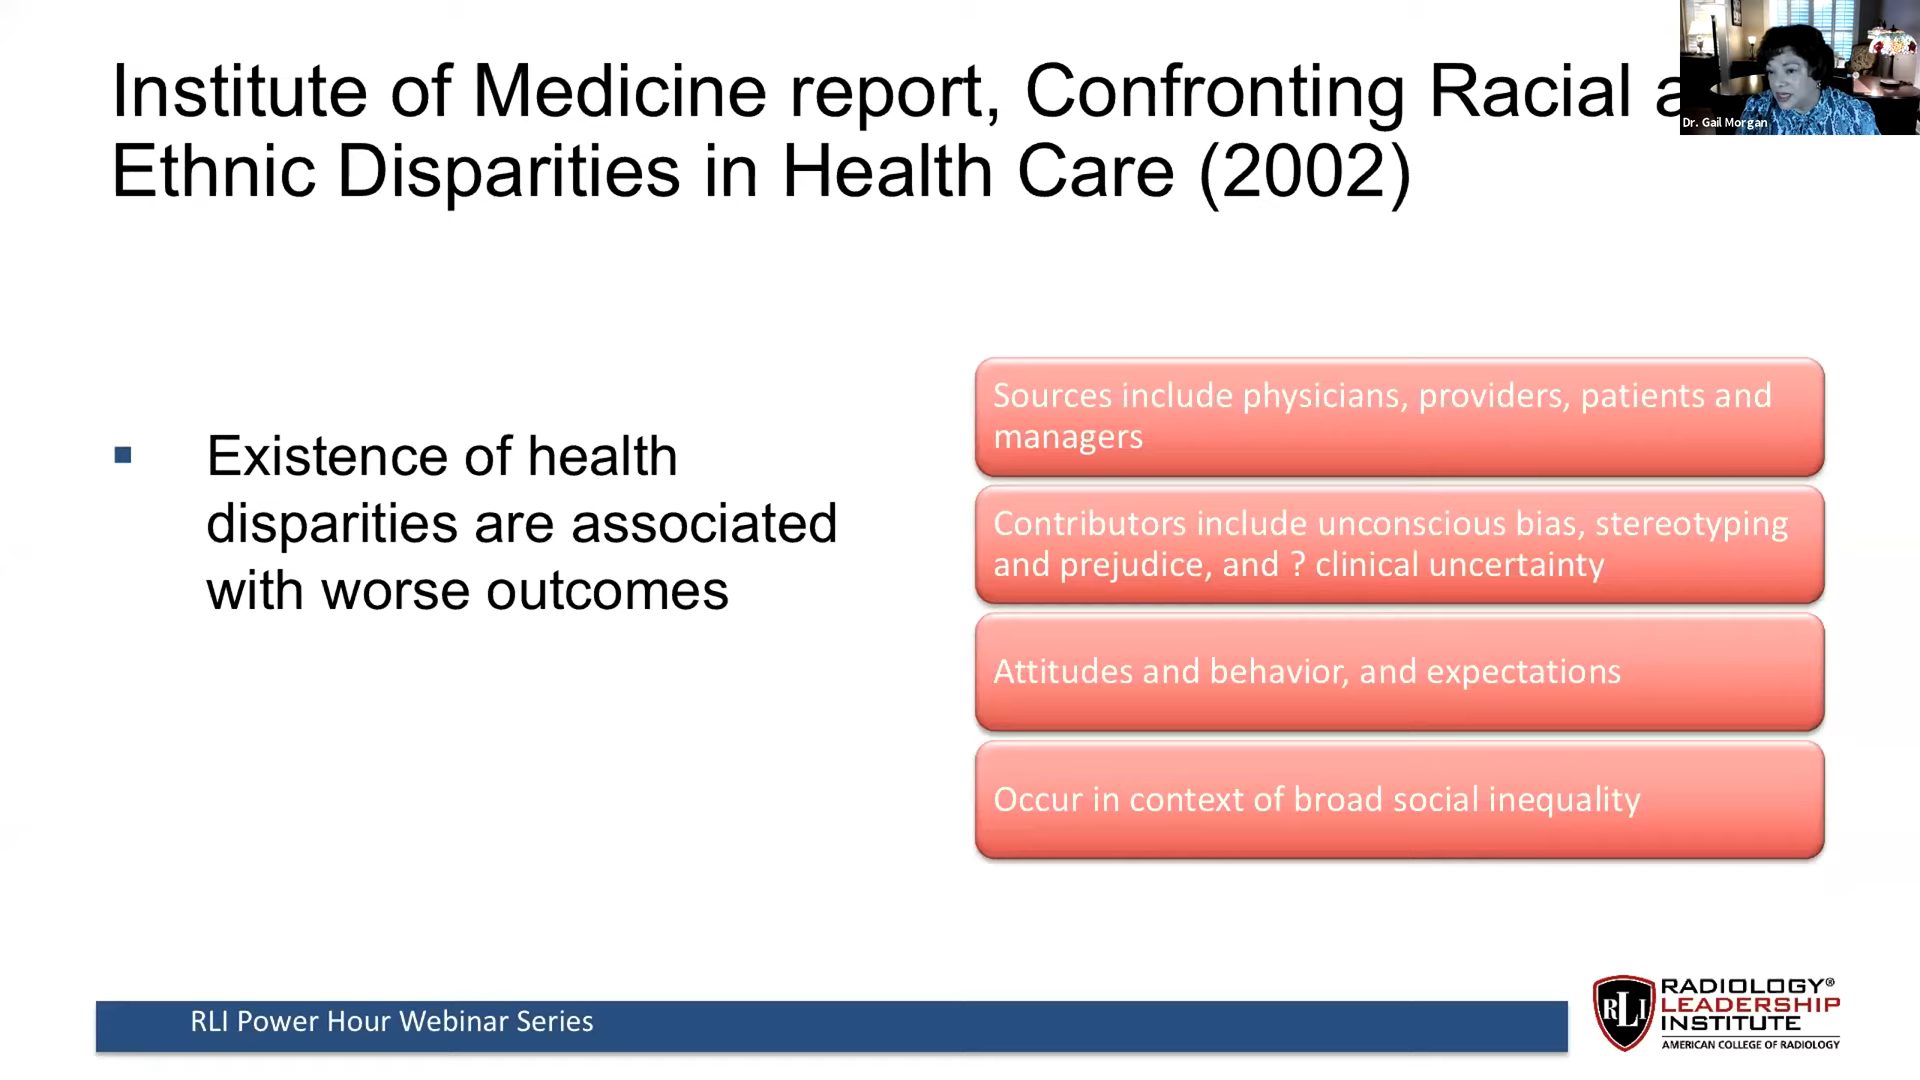 Institute of Medicine report, Confronting Racial a
Ethnic Disparities in Health Care (2002)
Dr. Gail Morgan
Existence of health
disparities are associated
with worse outcomes
Sources include physicians, providers, patients and
managers
Contributors include unconscious bias, stereotyping
and prejudice, and ? clinical uncertainty
Attitudes and behavior, and expectations
Occur in context of broad social inequality
RLI Power Hour Webinar Series
RLI
RADIOLOGY®
LEADERSHIP
INSTITUTE
AMERICAN COLLEGE OF RADIOLOGY